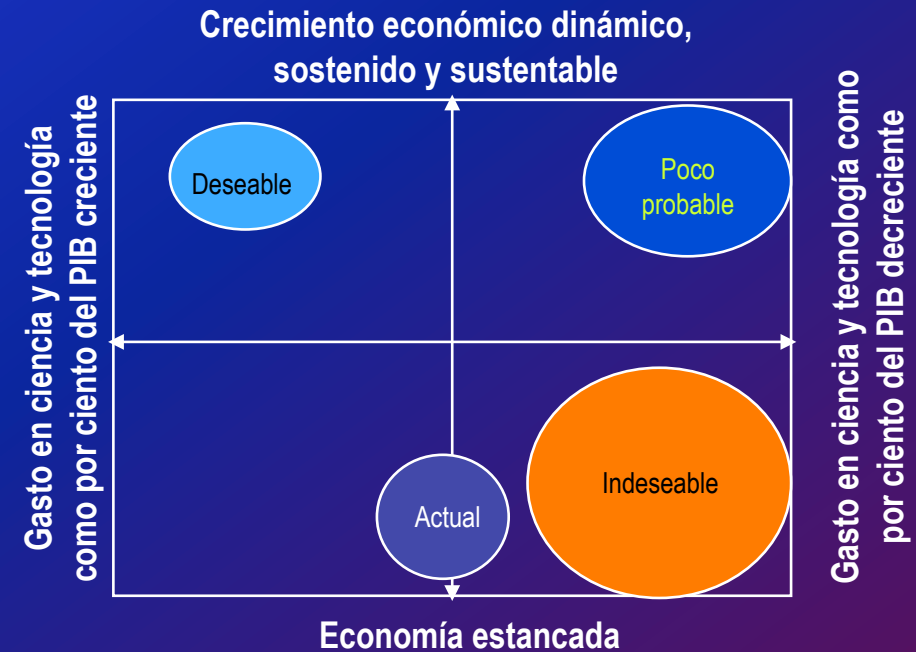 Crecimiento económico dinámico,
sostenido y sustentable
Gasto en ciencia y tecnología
como por ciento del PIB creciente
Deseable
Poco
probable
Gasto en ciencia y tecnología como
por ciento del PIB decreciente
Actual
Indeseable
Economía estancada